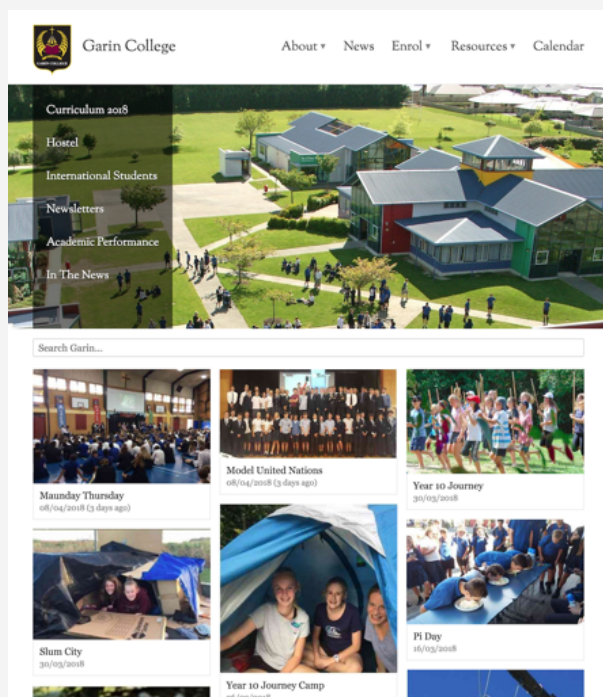 Garin College
About ▾ News Enrol ▾ Resources ▾ Calendar
GARIN COLLEGE
Curriculum 2018
Hostel
International Students
Newsletters
Academic Performance
In The News
Search Garin...
Maunday Thursday
08/04/2018 (3 days ago)
Model United Nations
08/04/2018 (3 days ago)
Year 10 Journey
30/03/2018
Slum City
30/03/2018
Year 10 Journey Camp
Pi Day
16/03/2018